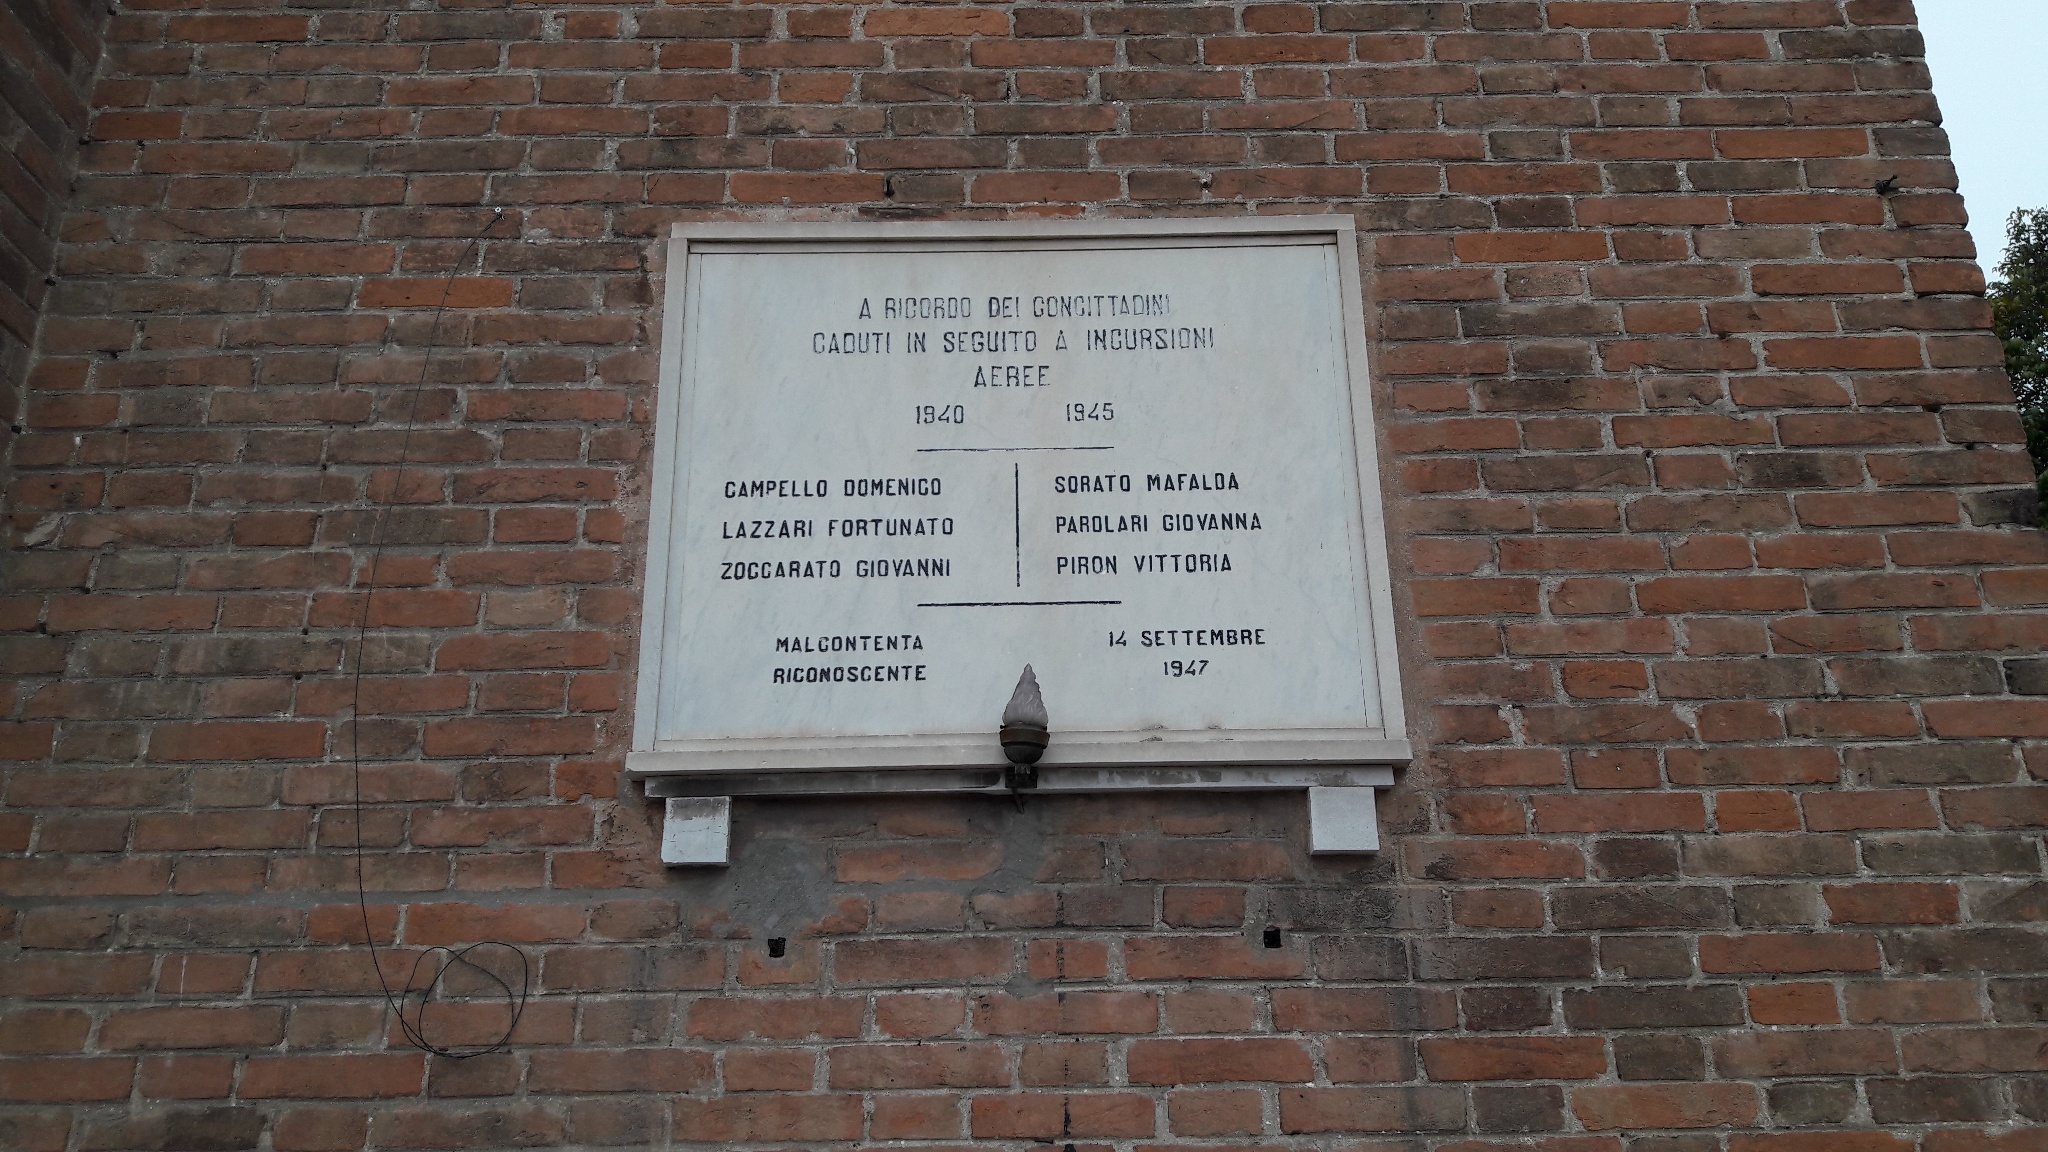 A RICORDO DEI CONCITTADINI
CADUTI IN SEGUITO A INCURSIONI
AEREE
1940 1945
CAMPELLO DOMENICO
LAZZARI FORTUNATO
ZOCCARATO GIOVANNI
SORATO MAFALDA
PAROLARI GIOVANNA
PIRON VITTORIA
MALCONTENTA
RICONOSCENTE
14 SETTEMBRE
1947